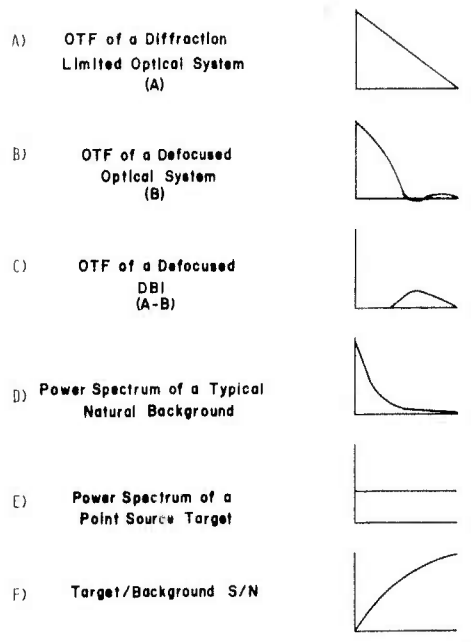 A) OTF of a Diffraction
Limited Optical System
(A)
B) OTF of a Defocused
Optical System
(B)
C) OTF of a Defocused
DBI
(A-B)
D) Power Spectrum of a Typical
Natural Background
E) Power Spectrum of a
Point Source Target
F) Target/Background S/N